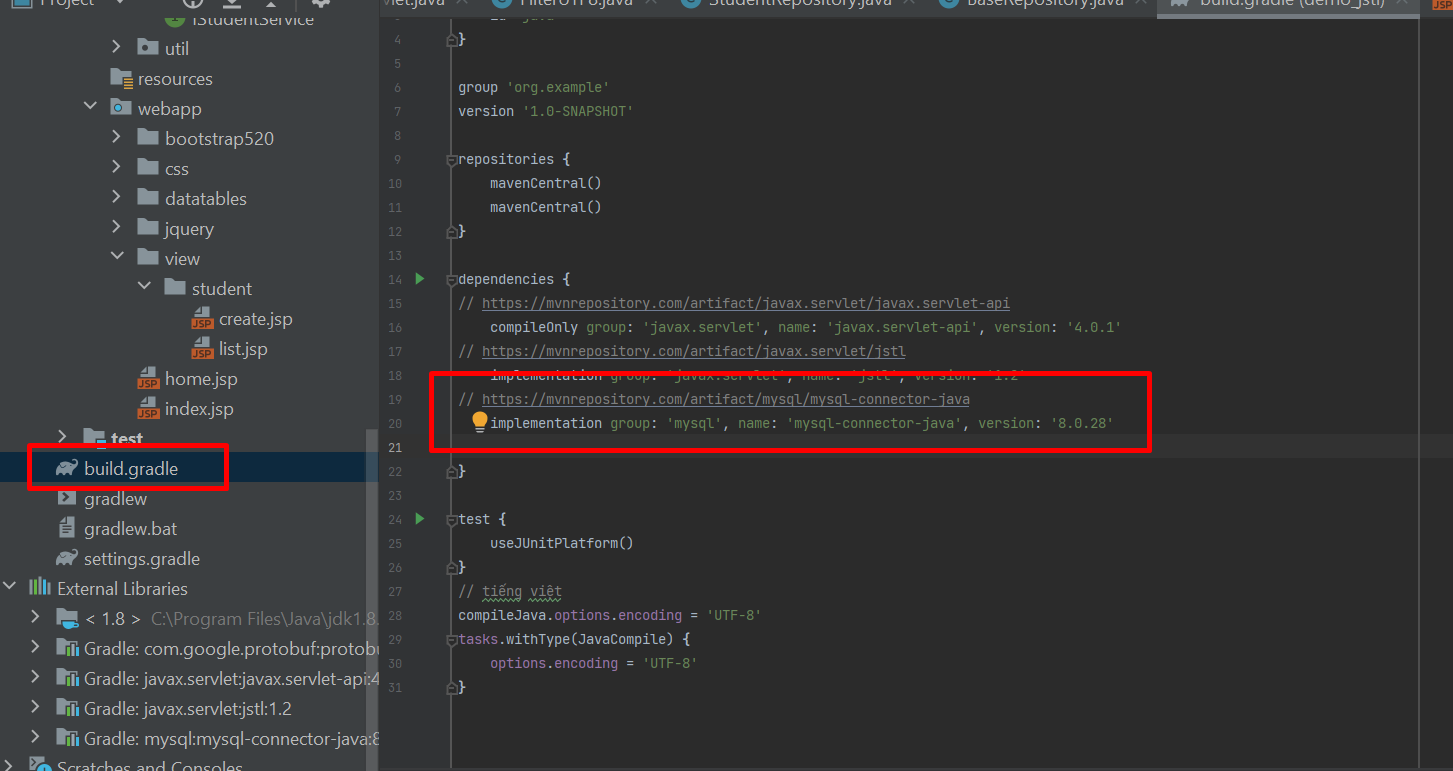 Project
IStudentService
util
resources
webapp
bootstrap520
css
datatables
jquery
view
student
create.jsp
list.jsp
home.jsp
index.jsp
test
build.gradle
gradlew
gradlew.bat
settings.gradle
External Libraries
< 1.8 > C:\Program Files\Java\jdk1.8.
Gradle: com.google.protobuf:protobu
Gradle: javax.servlet:javax.servlet-api:4
Gradle: javax.servlet:jstl:1.2
Gradle: mysql:mysql-connector-java:8
Scratches and Consoles
vlet.java FilterUTF8.java StudentRepository.java BaseRepository.java build.gradle (demo_jstl)
4 }
5
6 group 'org.example'
7 version '1.0-SNAPSHOT'
8
9 repositories {
10 mavenCentral()
11 mavenCentral()
12 }
13
14 dependencies {
15 // https://mvnrepository.com/artifact/javax.servlet/javax.servlet-api
16 compileOnly group: 'javax.servlet', name: 'javax.servlet-api', version: '4.0.1'
17 // https://mvnrepository.com/artifact/javax.servlet/jstl
18 implementation group: 'javax.servlet', name: 'jstl', version: '1.2'
19 // https://mvnrepository.com/artifact/mysql/mysql-connector-java
20 implementation group: 'mysql', name: 'mysql-connector-java', version: '8.0.28'
21
22 }
23
24 test {
25 useJUnitPlatform()
26 }
27 // tiếng việt
28 compileJava.options.encoding = 'UTF-8'
29 tasks.withType(JavaCompile) {
30 options.encoding = 'UTF-8'
31 }